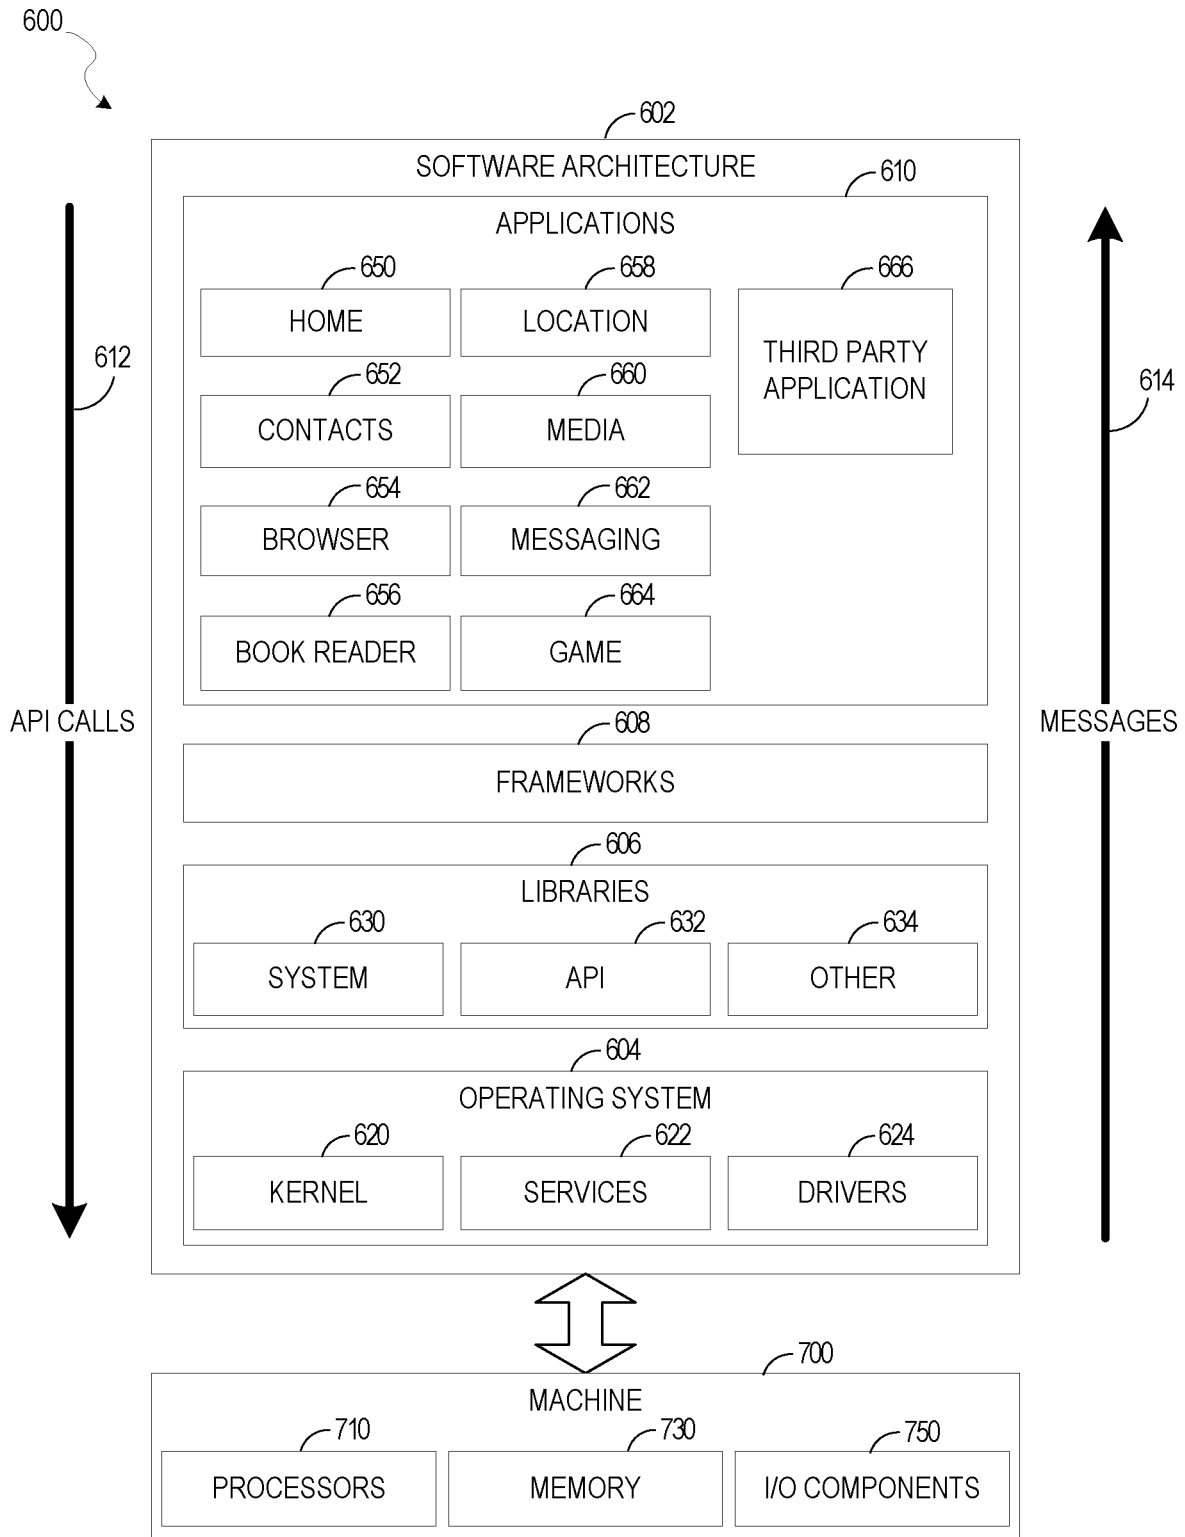 600
602
SOFTWARE ARCHITECTURE
610
APPLICATIONS
650
658
666
HOME
LOCATION
THIRD PARTY
APPLICATION
612
614
652
660
CONTACTS
MEDIA
654
662
BROWSER
MESSAGING
656
664
BOOK READER
GAME
API CALLS
MESSAGES
608
FRAMEWORKS
606
LIBRARIES
630
632
634
SYSTEM
API
OTHER
604
OPERATING SYSTEM
620
622
624
KERNEL
SERVICES
DRIVERS
700
MACHINE
710
730
750
PROCESSORS
MEMORY
I/O COMPONENTS